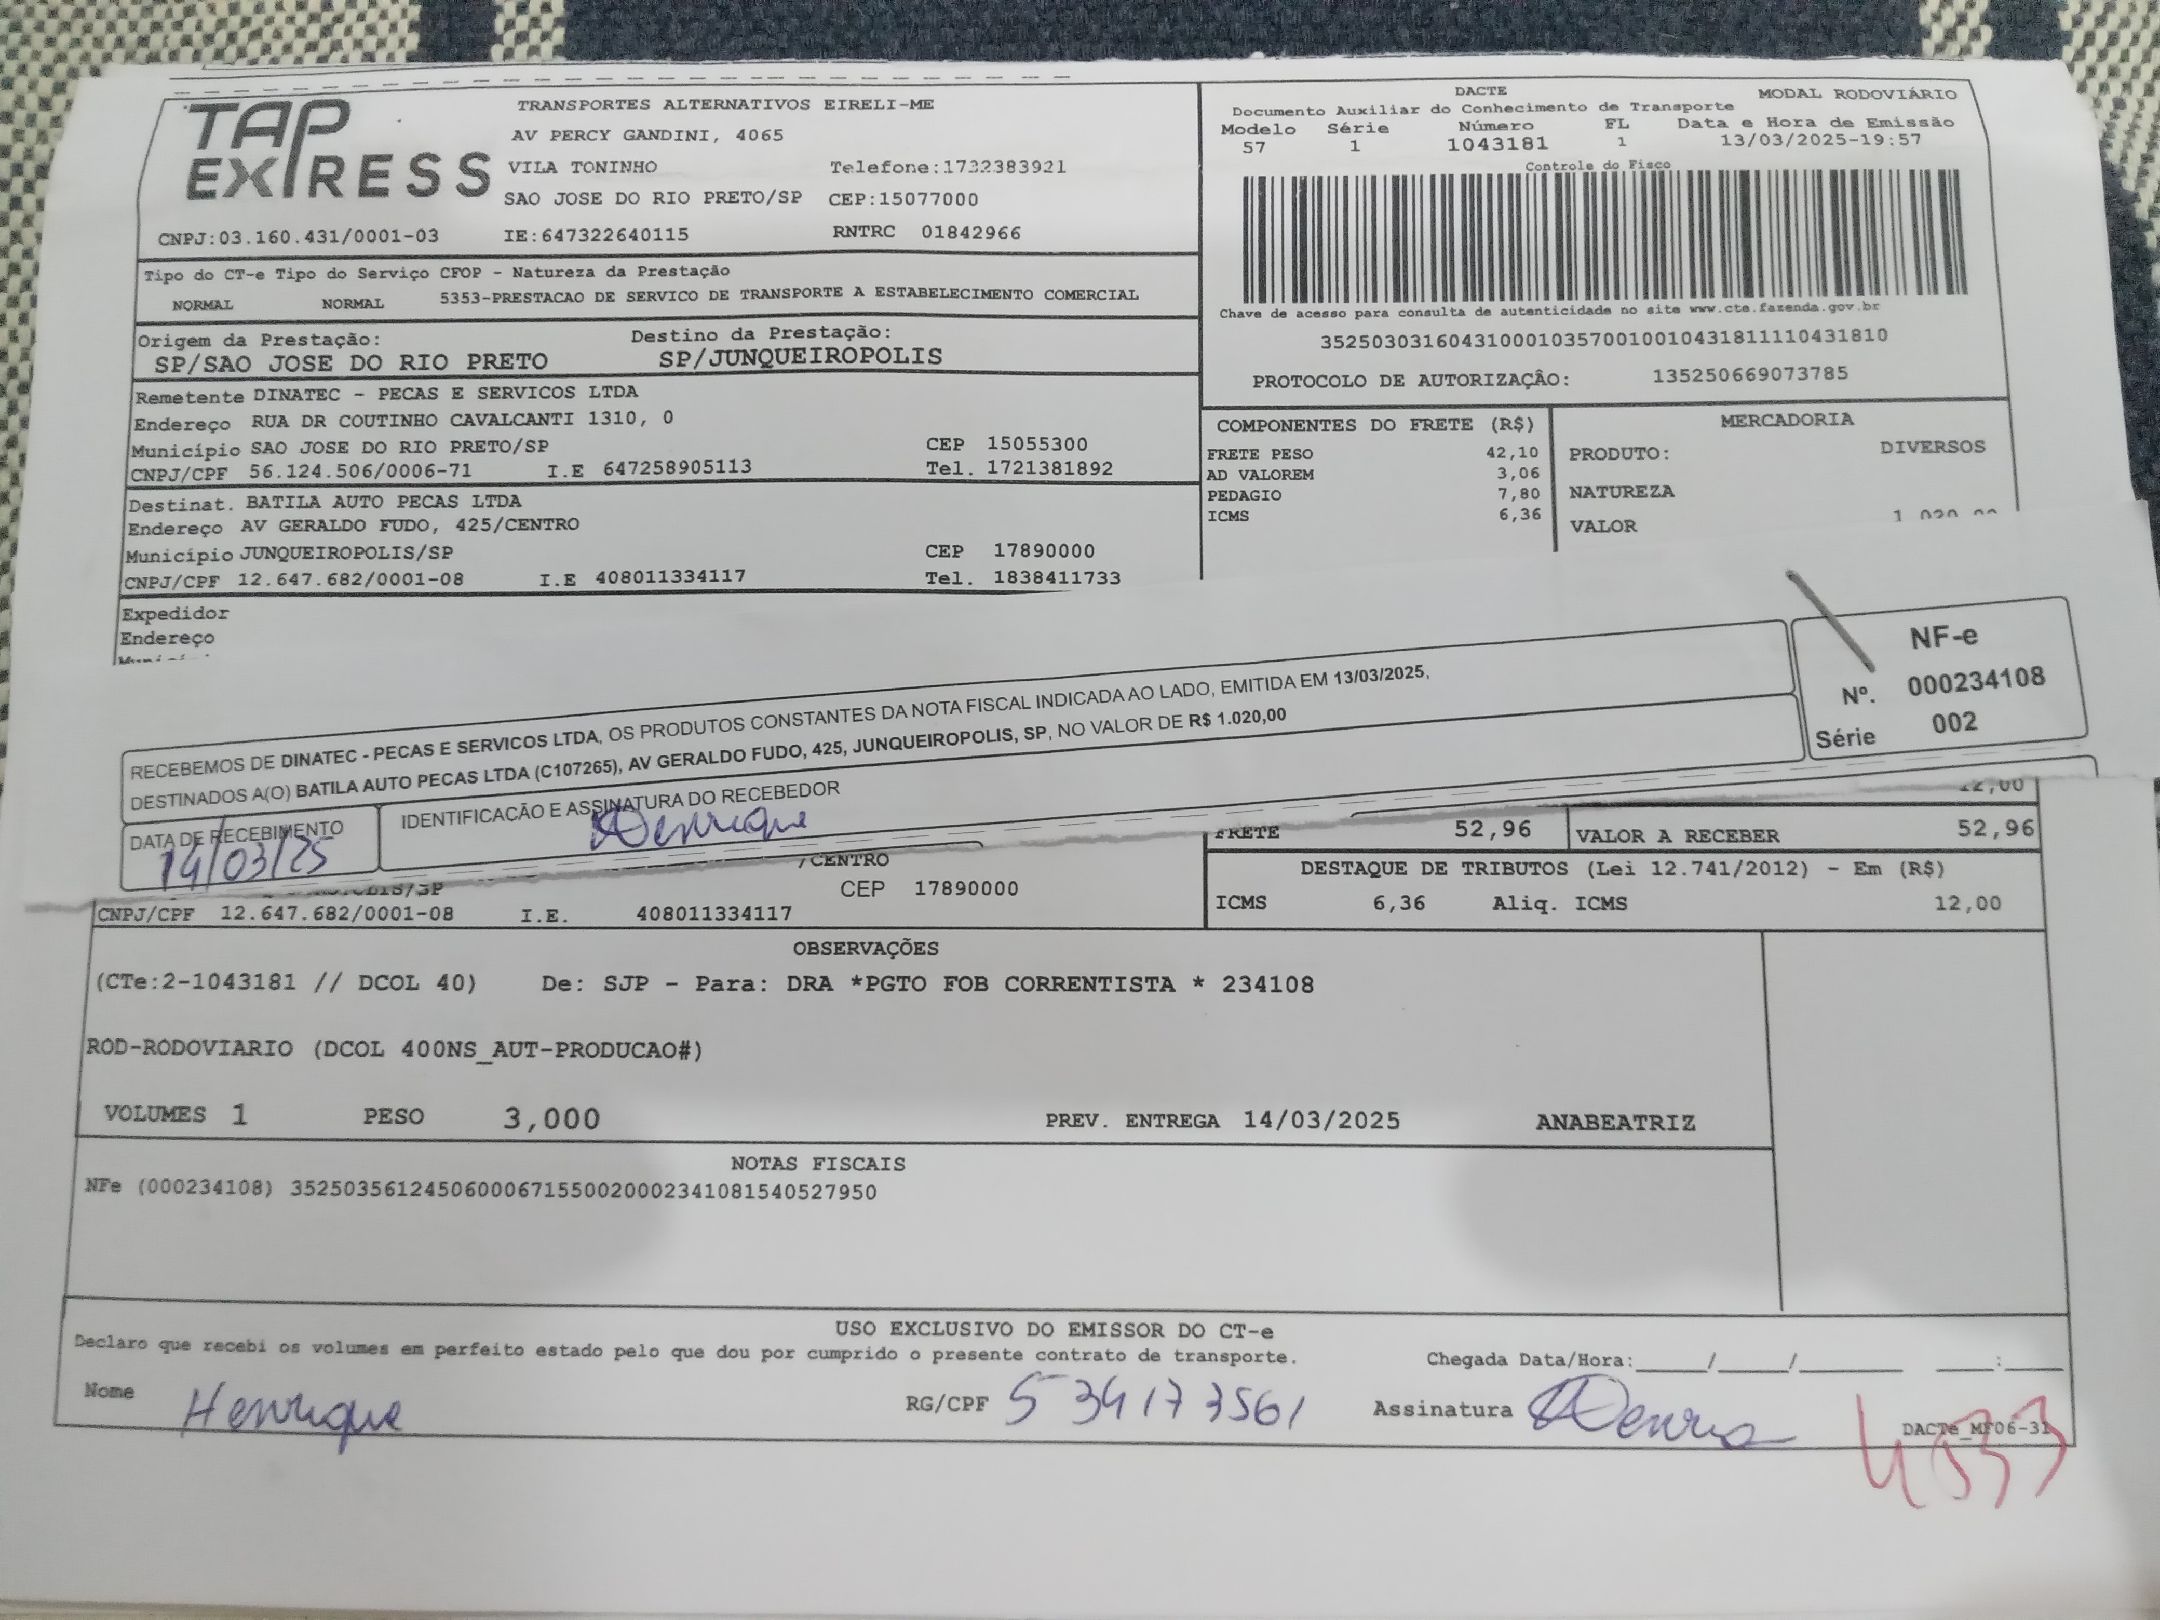 TAP EXPRESS
TRANSPORTES ALTERNATIVOS EIRELI-ME
AV PERCY GANDINI, 4065
VILA TONINHO Telefone:1732383921
SAO JOSE DO RIO PRETO/SP CEP:15077000
CNPJ:03.160.431/0001-03 IE:647322640115 RNTRC 01842966
DACTE MODAL RODOVIÁRIO
Documento Auxiliar do Conhecimento de Transporte
Modelo Série Número FL Data e Hora de Emissão
57 1 1043181 1 13/03/2025-19:57
Controle do Fisco
Chave de acesso para consulta de autenticidade no site www.cte.fazenda.gov.br
35250303160431000103570010010431811110431810
PROTOCOLO DE AUTORIZAÇÃO: 135250669073785
Tipo do CT-e Tipo do Serviço CFOP - Natureza da Prestação
NORMAL NORMAL 5353-PRESTACAO DE SERVICO DE TRANSPORTE A ESTABELECIMENTO COMERCIAL
Origem da Prestação: Destino da Prestação:
SP/SAO JOSE DO RIO PRETO SP/JUNQUEIROPOLIS
Remetente DINATEC - PECAS E SERVICOS LTDA
Endereço RUA DR COUTINHO CAVALCANTI 1310, 0
Município SAO JOSE DO RIO PRETO/SP CEP 15055300
CNPJ/CPF 56.124.506/0006-71 I.E 647258905113 Tel. 1721381892
Destinat. BATILA AUTO PECAS LTDA
Endereço AV GERALDO FUDO, 425/CENTRO
Município JUNQUEIROPOLIS/SP CEP 17890000
CNPJ/CPF 12.647.682/0001-08 I.E 408011334117 Tel. 1838411733
Expedidor
Endereço
COMPONENTES DO FRETE (R$)
FRETE PESO 42,10
AD VALOREM 3,06
PEDAGIO 7,80
ICMS 6,36
MERCADORIA
PRODUTO: DIVERSOS
NATUREZA
VALOR 1.020,00
RECEBEMOS DE DINATEC - PECAS E SERVICOS LTDA, OS PRODUTOS CONSTANTES DA NOTA FISCAL INDICADA AO LADO, EMITIDA EM 13/03/2025,
DESTINADOS A(O) BATILA AUTO PECAS LTDA (C107265), AV GERALDO FUDO, 425, JUNQUEIROPOLIS, SP, NO VALOR DE R$ 1.020,00
NF-e
Nº. 000234108
Série 002
DATA DE RECEBIMENTO IDENTIFICAÇÃO E ASSINATURA DO RECEBEDOR
14/03/25 Henrique
12,00
FRETE 52,96 VALOR A RECEBER 52,96
/CENTRO
CEP 17890000
CNPJ/CPF 12.647.682/0001-08 I.E. 408011334117
DESTAQUE DE TRIBUTOS (Lei 12.741/2012) - Em (R$)
ICMS 6,36 Aliq. ICMS 12,00
OBSERVAÇÕES
(CTe:2-1043181 // DCOL 40) De: SJP - Para: DRA *PGTO FOB CORRENTISTA * 234108
ROD-RODOVIARIO (DCOL 400NS_AUT-PRODUCAO#)
VOLUMES 1 PESO 3,000 PREV. ENTREGA 14/03/2025 ANABEATRIZ
NOTAS FISCAIS
NFe (000234108) 35250356124506000671550020002341081540527950
USO EXCLUSIVO DO EMISSOR DO CT-e
Declaro que recebi os volumes em perfeito estado pelo que dou por cumprido o presente contrato de transporte.
Chegada Data/Hora:_____/_____/_______ ____:____
Nome Henrique RG/CPF 534173561 Assinatura
DACTe_MF06-31